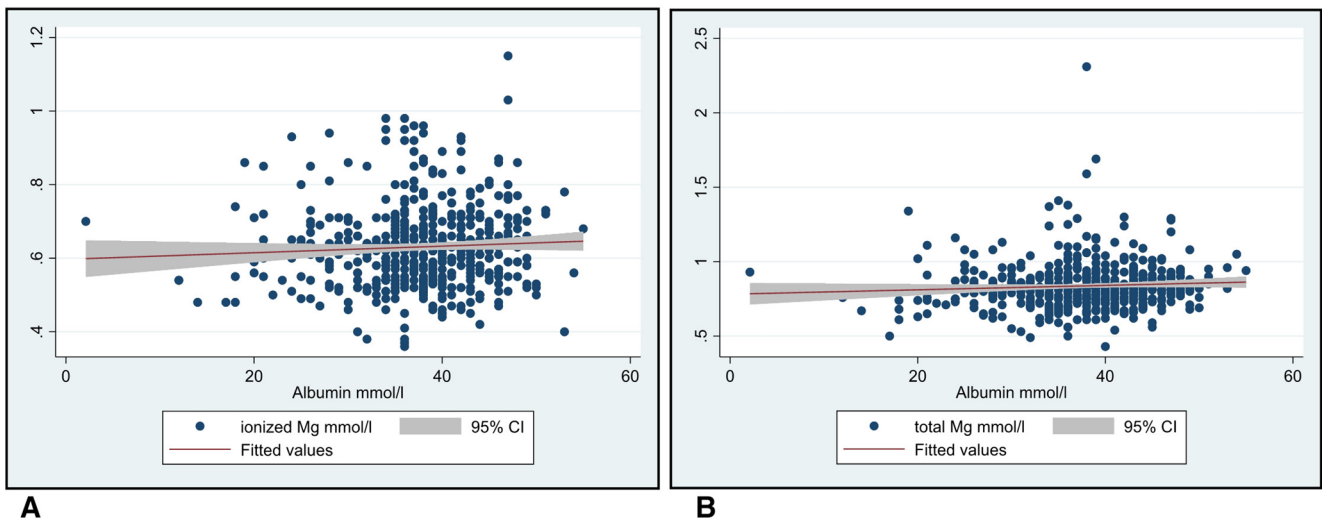 1.2
1
.8
.6
.4
0 20 40 60
Albumin mmol/l
ionized Mg mmol/l 95% CI
Fitted values
A
2.5
2
1.5
1
.5
0 20 40 60
Albumin mmol/l
total Mg mmol/l 95% CI
Fitted values
B